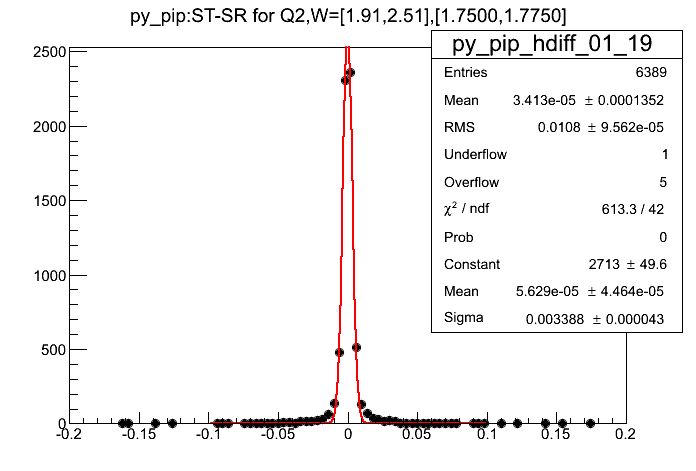 py_pip:ST-SR for Q2,W=[1.91,2.51],[1.7500,1.7750]
py_pip_hdiff_01_19
Entries 6389
Mean 3.413e-05 ± 0.0001352
RMS 0.0108 ± 9.562e-05
Underflow 1
Overflow 5
χ² / ndf 613.3 / 42
Prob 0
Constant 2713 ± 49.6
Mean 5.629e-05 ± 4.464e-05
Sigma 0.003388 ± 0.000043
2500
2000
1500
1000
500
0
-0.2 -0.15 -0.1 -0.05 0 0.05 0.1 0.15 0.2